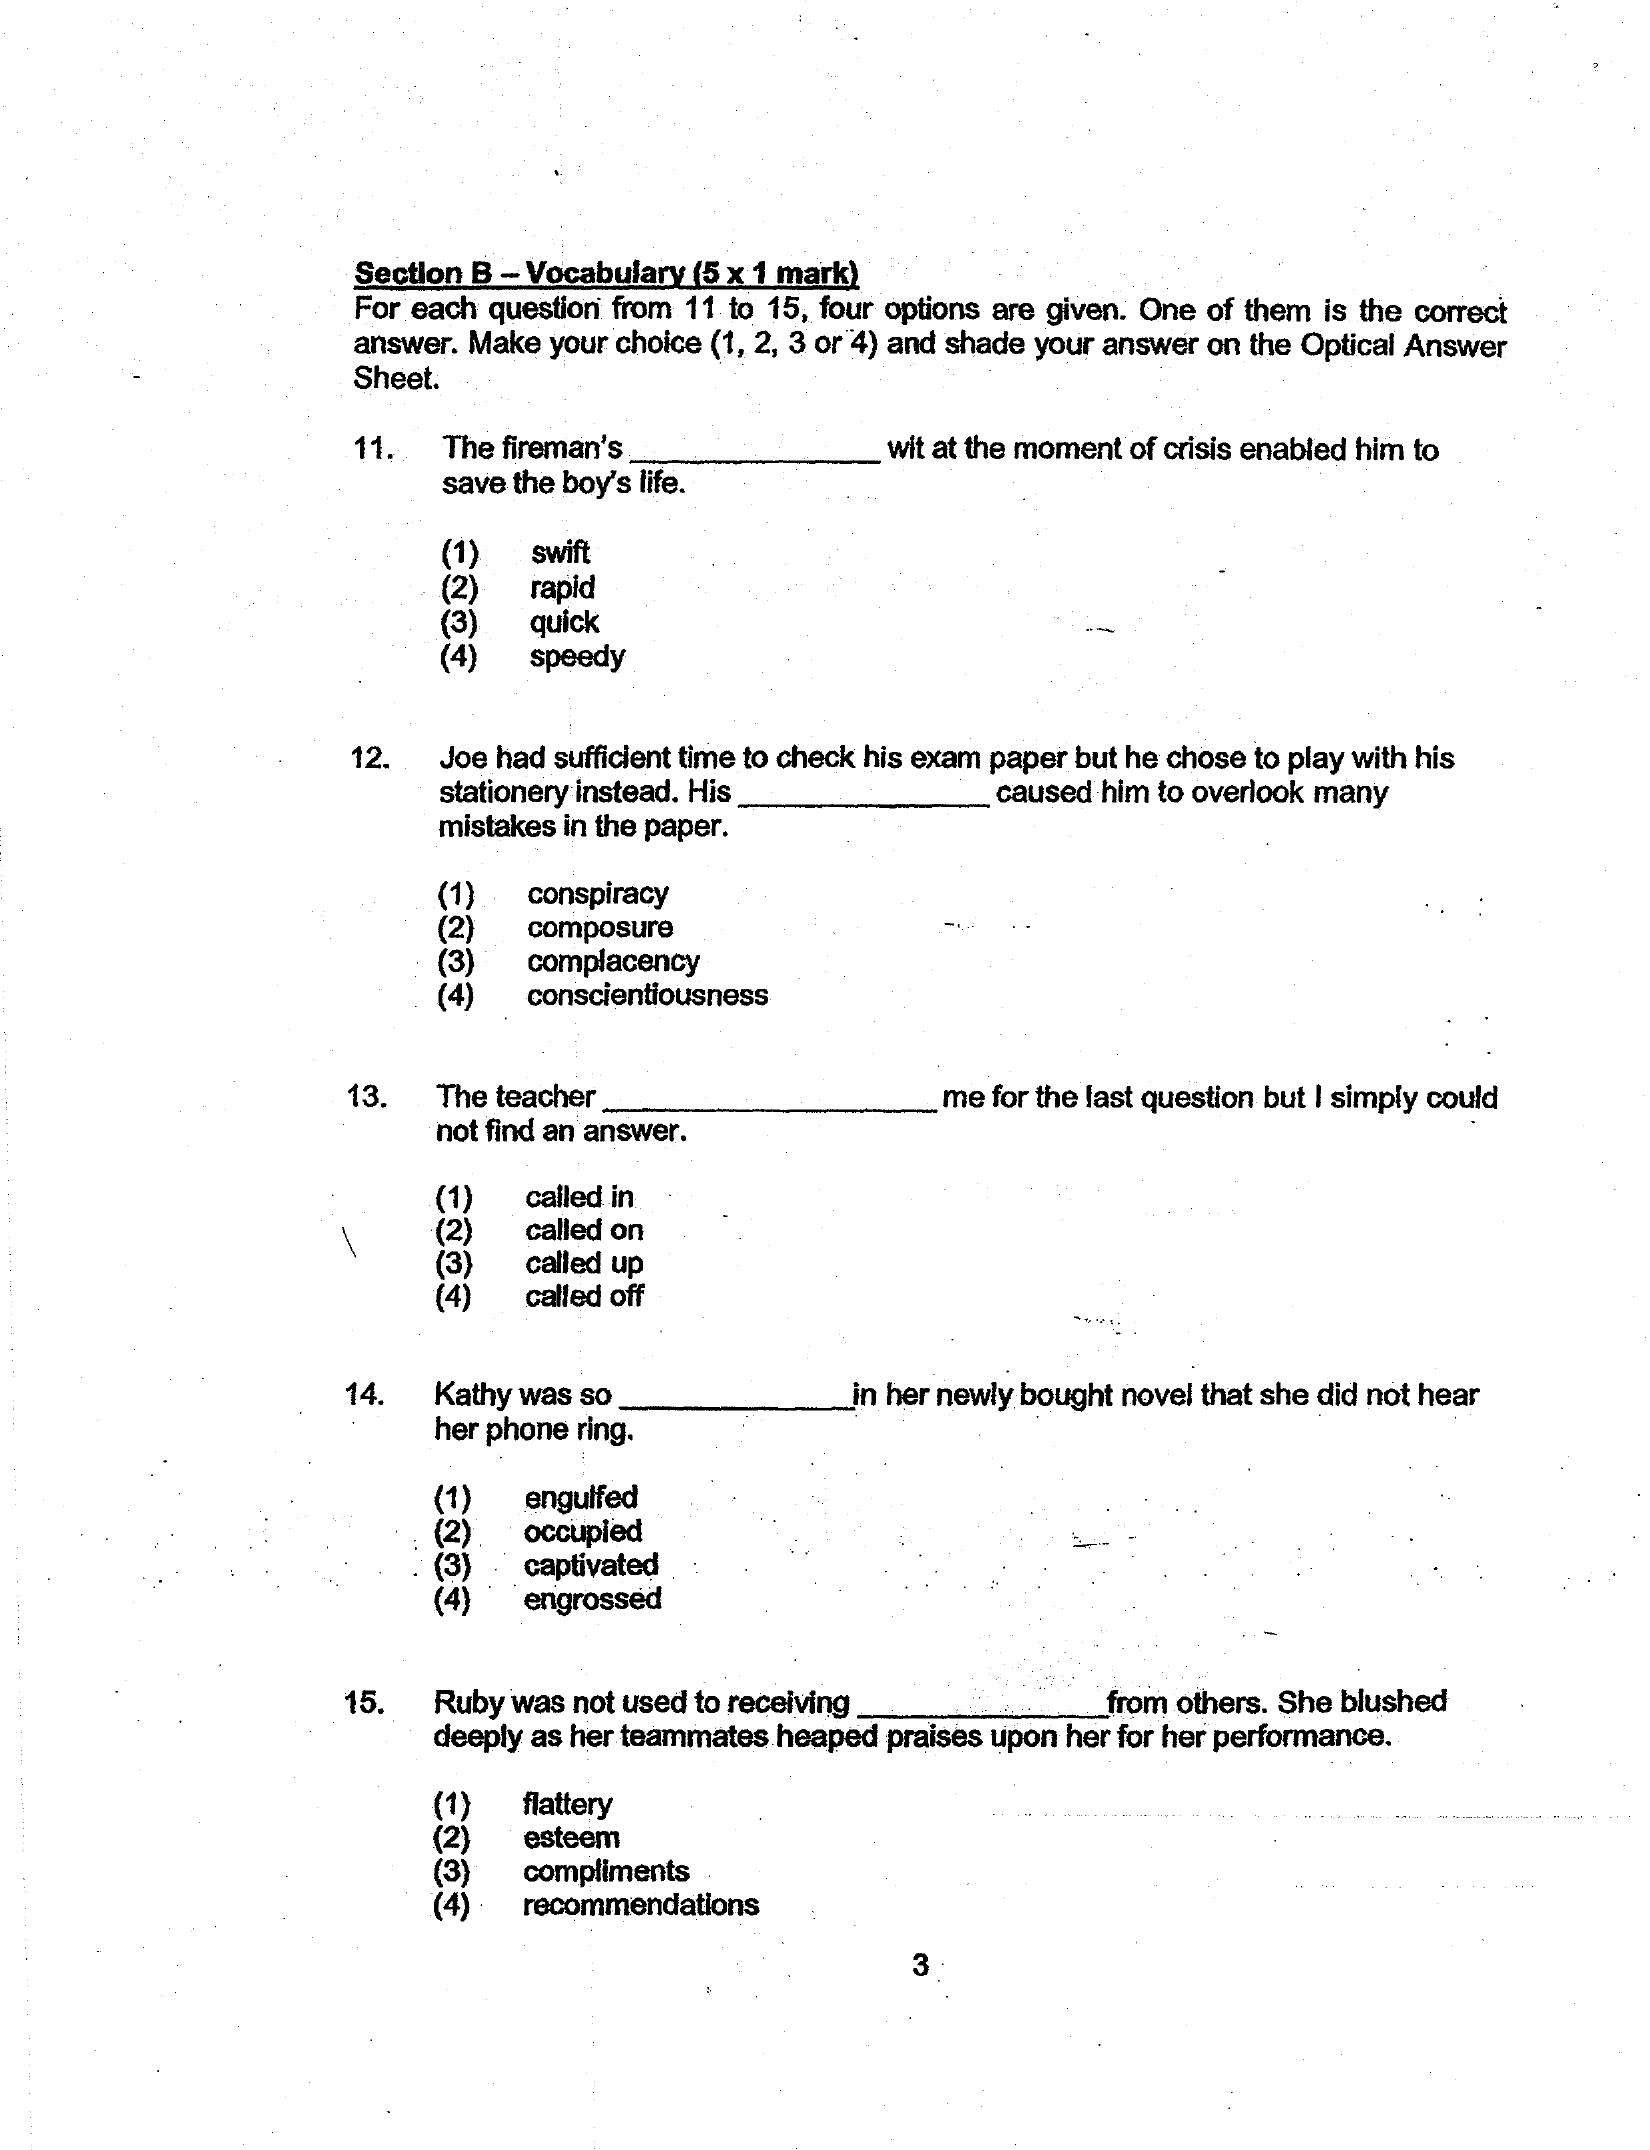 Section B – Vocabulary (5 x 1 mark)
For each question from 11 to 15, four options are given. One of them is the correct
answer. Make your choice (1, 2, 3 or 4) and shade your answer on the Optical Answer
Sheet.
11. The fireman's ________________ wit at the moment of crisis enabled him to
save the boy's life.
(1) swift
(2) rapid
(3) quick
(4) speedy
12. Joe had sufficient time to check his exam paper but he chose to play with his
stationery instead. His ________________ caused him to overlook many
mistakes in the paper.
(1) conspiracy
(2) composure
(3) complacency
(4) conscientiousness
13. The teacher ______________________ me for the last question but I simply could
not find an answer.
(1) called in
(2) called on
(3) called up
(4) called off
14. Kathy was so _______________in her newly bought novel that she did not hear
her phone ring.
(1) engulfed
(2) occupied
(3) captivated
(4) engrossed
15. Ruby was not used to receiving ________________from others. She blushed
deeply as her teammates heaped praises upon her for her performance.
(1) flattery
(2) esteem
(3) compliments
(4) recommendations
3